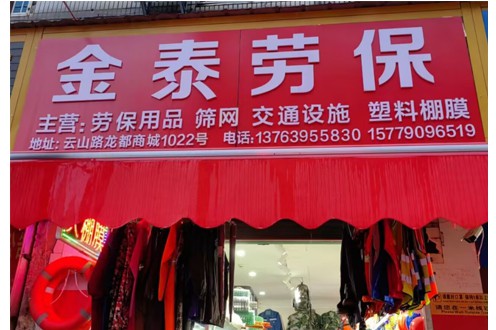 金泰劳保
主营:劳保用品 筛网 交通设施 塑料棚膜
地址:云山路龙都商城1022号 电话:13763955830 15779096519
棚膜